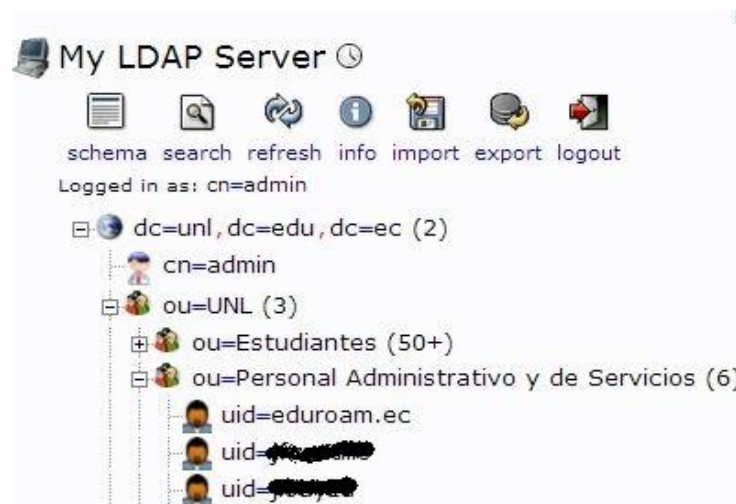 My LDAP Server
schema search refresh info import export logout
Logged in as: cn=admin
dc=unl,dc=edu,dc=ec (2)
cn=admin
ou=UNL (3)
ou=Estudiantes (50+)
ou=Personal Administrativo y de Servicios (6)
uid=eduroam.ec
uid=
uid=